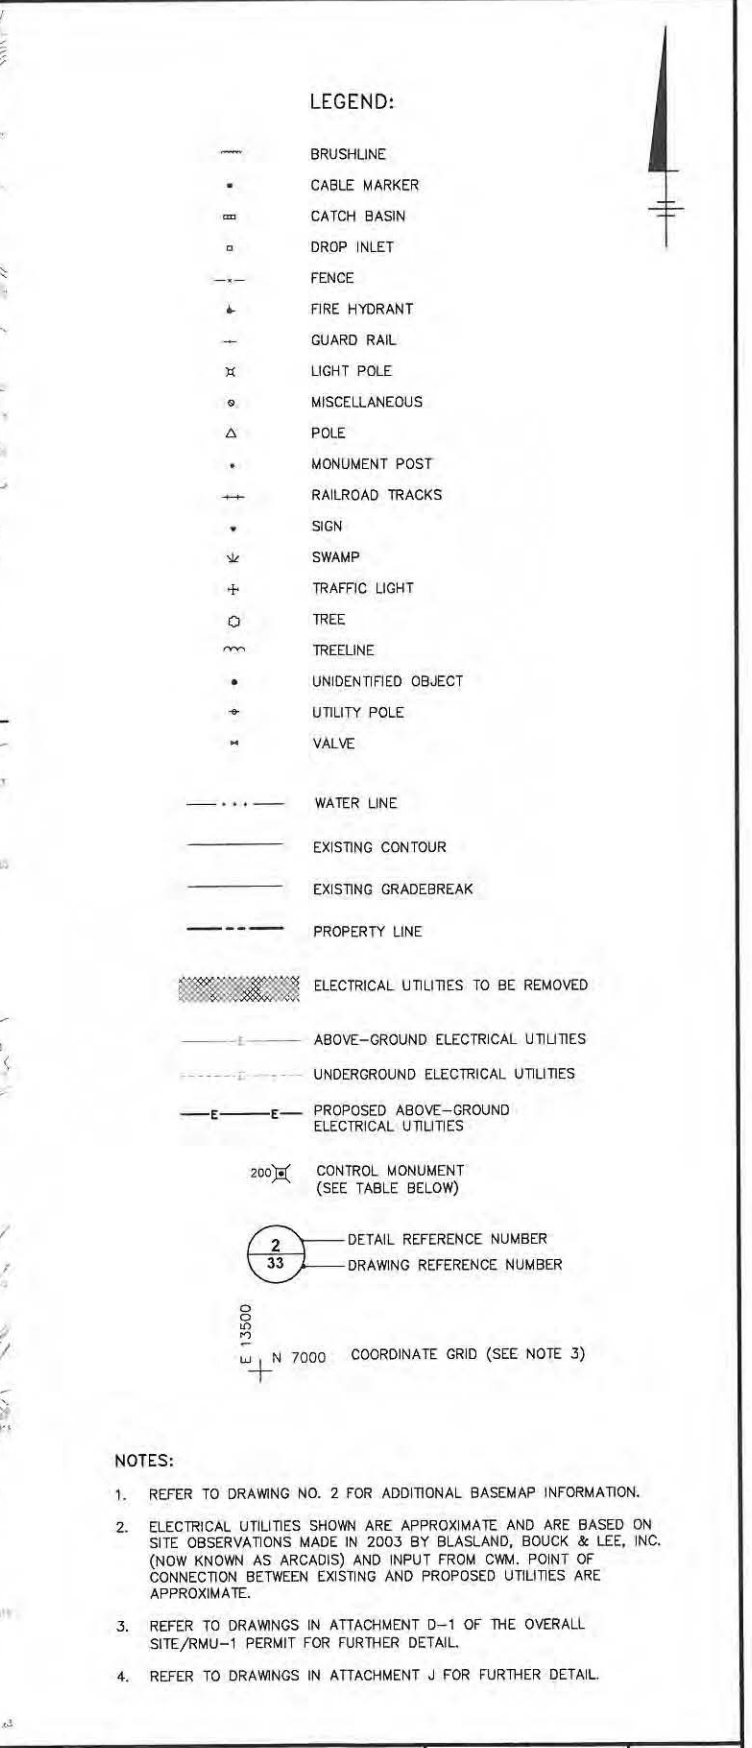 LEGEND:
BRUSHLINE
CABLE MARKER
CATCH BASIN
DROP INLET
FENCE
FIRE HYDRANT
GUARD RAIL
LIGHT POLE
MISCELLANEOUS
POLE
MONUMENT POST
RAILROAD TRACKS
SIGN
SWAMP
TRAFFIC LIGHT
TREE
TREELINE
UNIDENTIFIED OBJECT
UTILITY POLE
VALVE
WATER LINE
EXISTING CONTOUR
EXISTING GRADEBREAK
PROPERTY LINE
ELECTRICAL UTILITIES TO BE REMOVED
E ABOVE-GROUND ELECTRICAL UTILITIES
E UNDERGROUND ELECTRICAL UTILITIES
E E PROPOSED ABOVE-GROUND
ELECTRICAL UTILITIES
200 CONTROL MONUMENT
(SEE TABLE BELOW)
2 DETAIL REFERENCE NUMBER
33 DRAWING REFERENCE NUMBER
E 13500
N 7000 COORDINATE GRID (SEE NOTE 3)
NOTES:
1. REFER TO DRAWING NO. 2 FOR ADDITIONAL BASEMAP INFORMATION.
2. ELECTRICAL UTILITIES SHOWN ARE APPROXIMATE AND ARE BASED ON
SITE OBSERVATIONS MADE IN 2003 BY BLASLAND, BOUCK & LEE, INC.
(NOW KNOWN AS ARCADIS) AND INPUT FROM CWM. POINT OF
CONNECTION BETWEEN EXISTING AND PROPOSED UTILITIES ARE
APPROXIMATE.
3. REFER TO DRAWINGS IN ATTACHMENT D-1 OF THE OVERALL
SITE/RMU-1 PERMIT FOR FURTHER DETAIL.
4. REFER TO DRAWINGS IN ATTACHMENT J FOR FURTHER DETAIL.